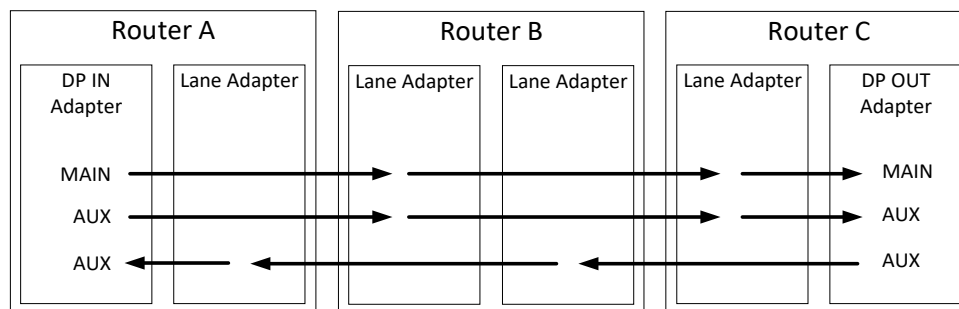 Router A
Router B
Router C
DP IN
Adapter
Lane Adapter
Lane Adapter
Lane Adapter
Lane Adapter
DP OUT
Adapter
MAIN
MAIN
AUX
AUX
AUX
AUX